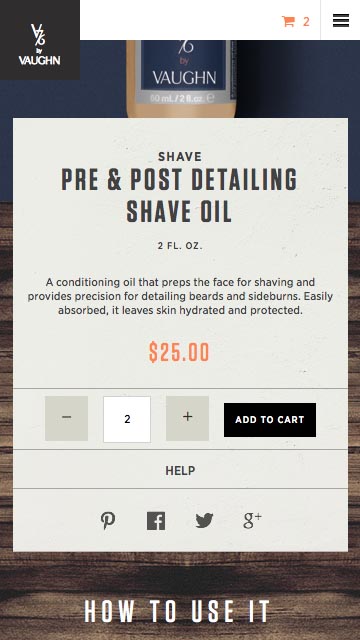 V76
by
VAUGHN
2
V76
by
VAUGHN
60 ml. / 2 fl.oz. ℮
SHAVE
PRE & POST DETAILING
SHAVE OIL
2 FL. OZ.
A conditioning oil that preps the face for shaving and
provides precision for detailing beards and sideburns. Easily
absorbed, it leaves skin hydrated and protected.
$25.00
− 2 + ADD TO CART
HELP
g+
HOW TO USE IT